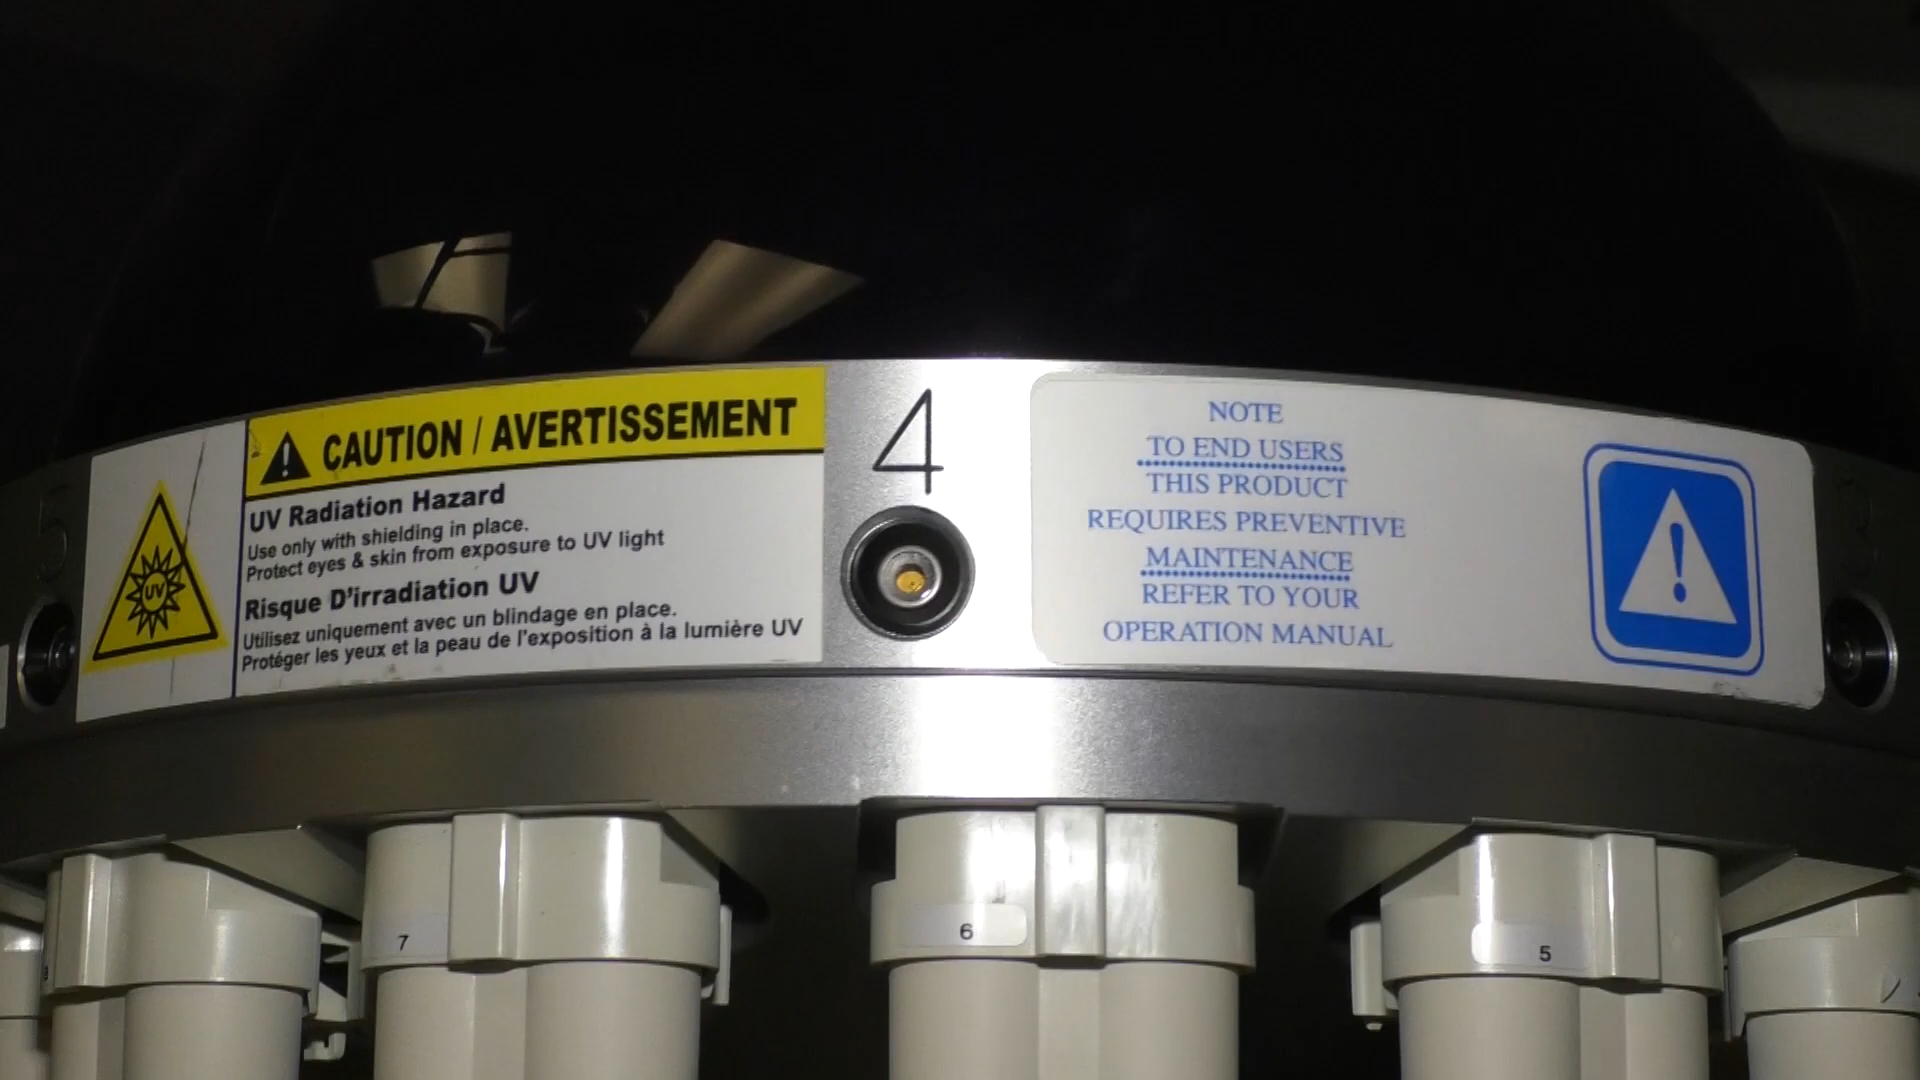 CAUTION / AVERTISSEMENT
UV Radiation Hazard
Use only with shielding in place.
Protect eyes & skin from exposure to UV light
Risque D'irradiation UV
Utilisez uniquement avec un blindage en place.
Protéger les yeux et la peau de l'exposition à la lumière UV
UV
4
NOTE
TO END USERS
THIS PRODUCT
REQUIRES PREVENTIVE
MAINTENANCE
REFER TO YOUR
OPERATION MANUAL
5
3
7
6
5